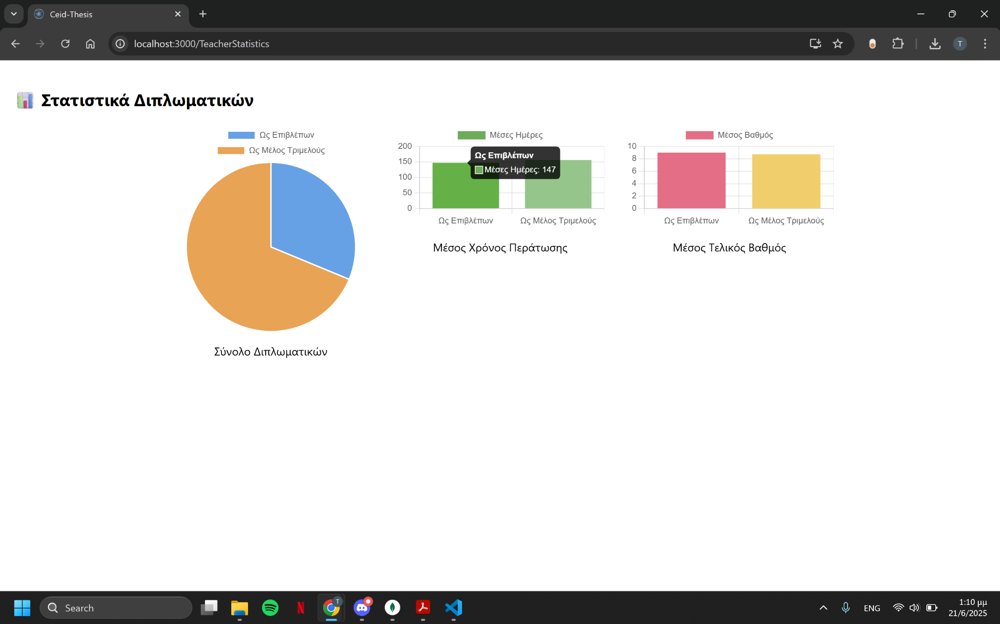 Ceid-Thesis
localhost:3000/TeacherStatistics
T
Στατιστικά Διπλωματικών
Ως Επιβλέπων
Ως Μέλος Τριμελούς
Σύνολο Διπλωματικών
Μέσες Ημέρες
200
150
100
50
0
Ως Επιβλέπων
Μέσες Ημέρες: 147
Ως Επιβλέπων Ως Μέλος Τριμελούς
Μέσος Χρόνος Περάτωσης
Μέσος Βαθμός
10
8
6
4
2
0
Ως Επιβλέπων Ως Μέλος Τριμελούς
Μέσος Τελικός Βαθμός
Search
N
T
ENG
1:10 μμ
21/6/2025